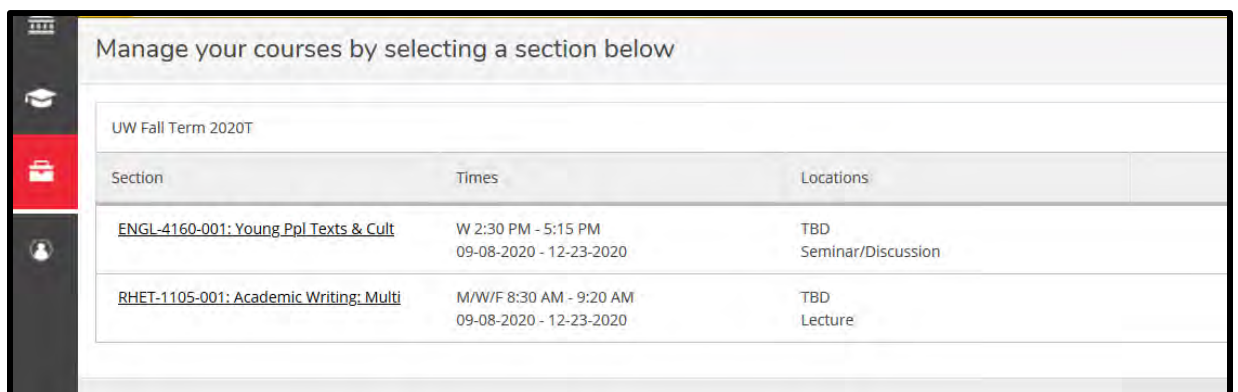 Manage your courses by selecting a section below
UW Fall Term 2020T
Section Times Locations
ENGL-4160-001: Young Ppl Texts & Cult W 2:30 PM - 5:15 PM TBD
09-08-2020 - 12-23-2020 Seminar/Discussion
RHET-1105-001: Academic Writing: Multi M/W/F 8:30 AM - 9:20 AM TBD
09-08-2020 - 12-23-2020 Lecture